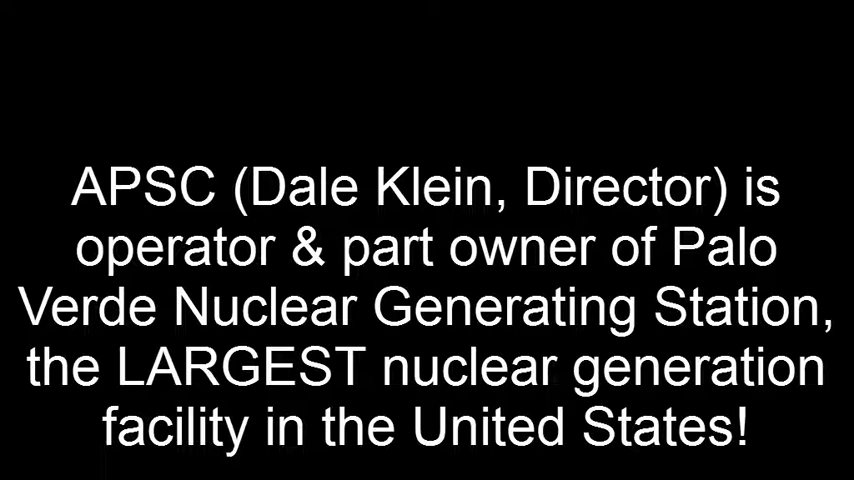 APSC (Dale Klein, Director) is
operator & part owner of Palo
Verde Nuclear Generating Station,
the LARGEST nuclear generation
facility in the United States!